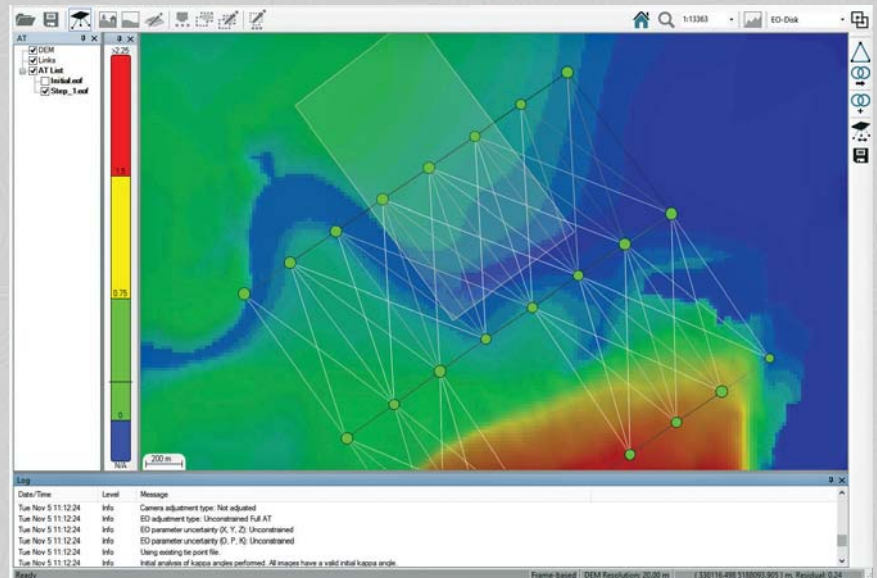 1:13363
EO-Disk
AT
DEM
Links
AT List
Initial.eof
Step_1.eof
>2.25
1.5
0.75
0
N/A
200 m
Log
Date/Time Level Message
Tue Nov 5 11:12:24 Info Camera adjustment type: Not adjusted
Tue Nov 5 11:12:24 Info EO adjustment type: Unconstrained Full AT
Tue Nov 5 11:12:24 Info EO parameter uncertainty (X, Y, Z): Unconstrained
Tue Nov 5 11:12:24 Info EO parameter uncertainty (O, P, K): Unconstrained
Tue Nov 5 11:12:24 Info Using existing tie point file.
Tue Nov 5 11:12:24 Info Initial analysis of kappa angles performed. All images have a valid initial kappa angle.
Ready Frame-based DEM Resolution: 20,00 m ( 330116.498 5188093.905 ) m, Residual: 0.24